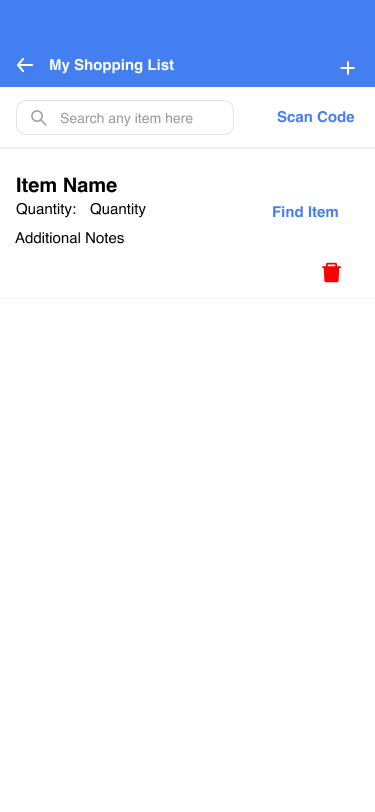 My Shopping List
Search any item here
Scan Code
Item Name
Quantity: Quantity
Find Item
Additional Notes